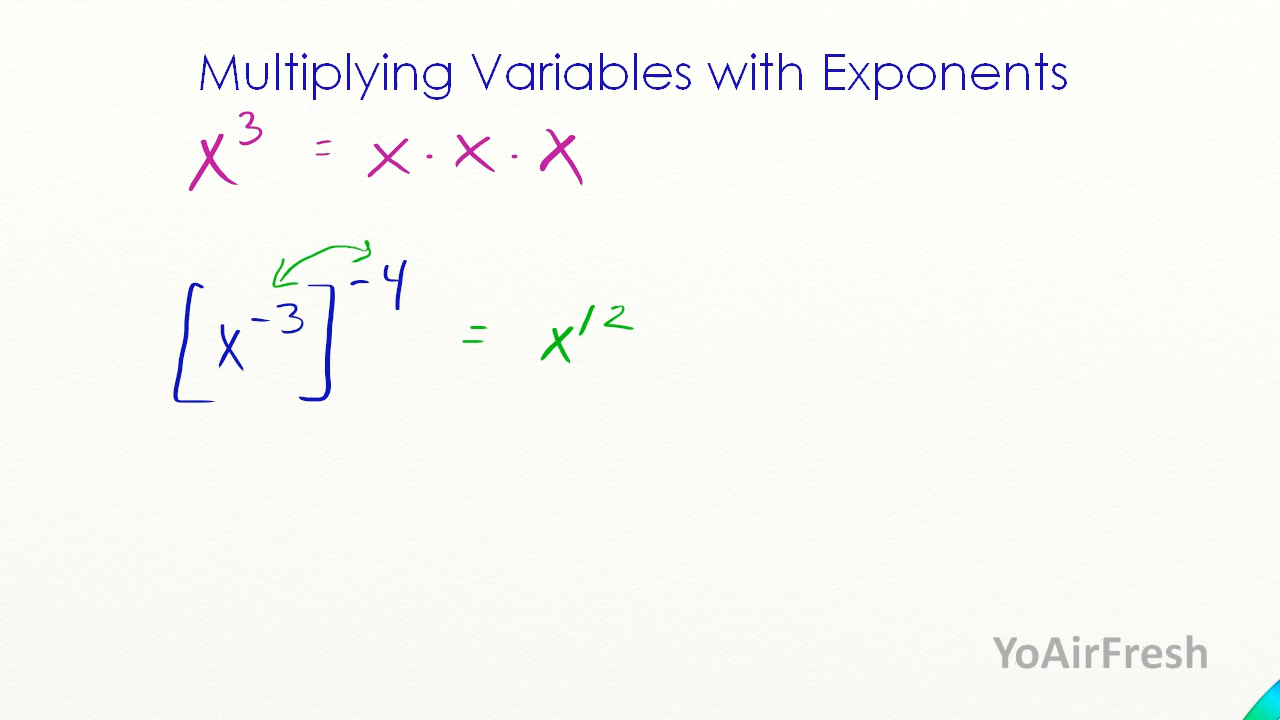 Multiplying Variables with Exponents
x³ = x · x · x
[x⁻³]⁻⁴ = x¹²
YoAirFresh